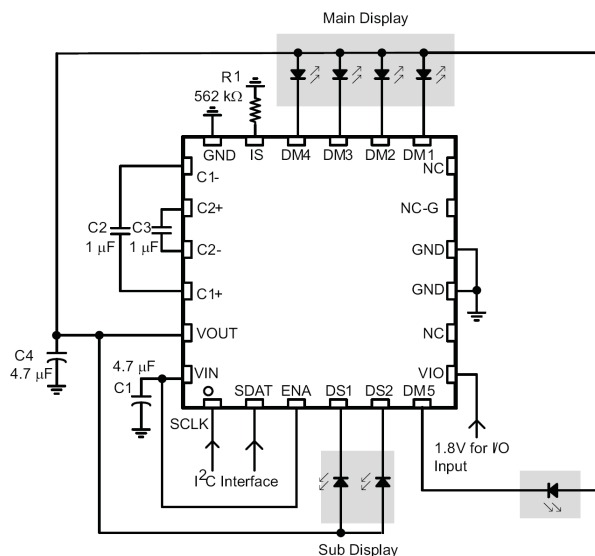 Main Display
R1
562 kΩ
GND
IS
DM4
DM3
DM2
DM1
C1-
NC
C2+
NC-G
C2
C3
1 μF
1 μF
C2-
GND
C1+
GND
VOUT
NC
C4
4.7 μF
4.7 μF
C1
VIN
VIO
SDAT
ENA
DS1
DS2
DM5
SCLK
I²C Interface
1.8V for I/O
Input
Sub Display